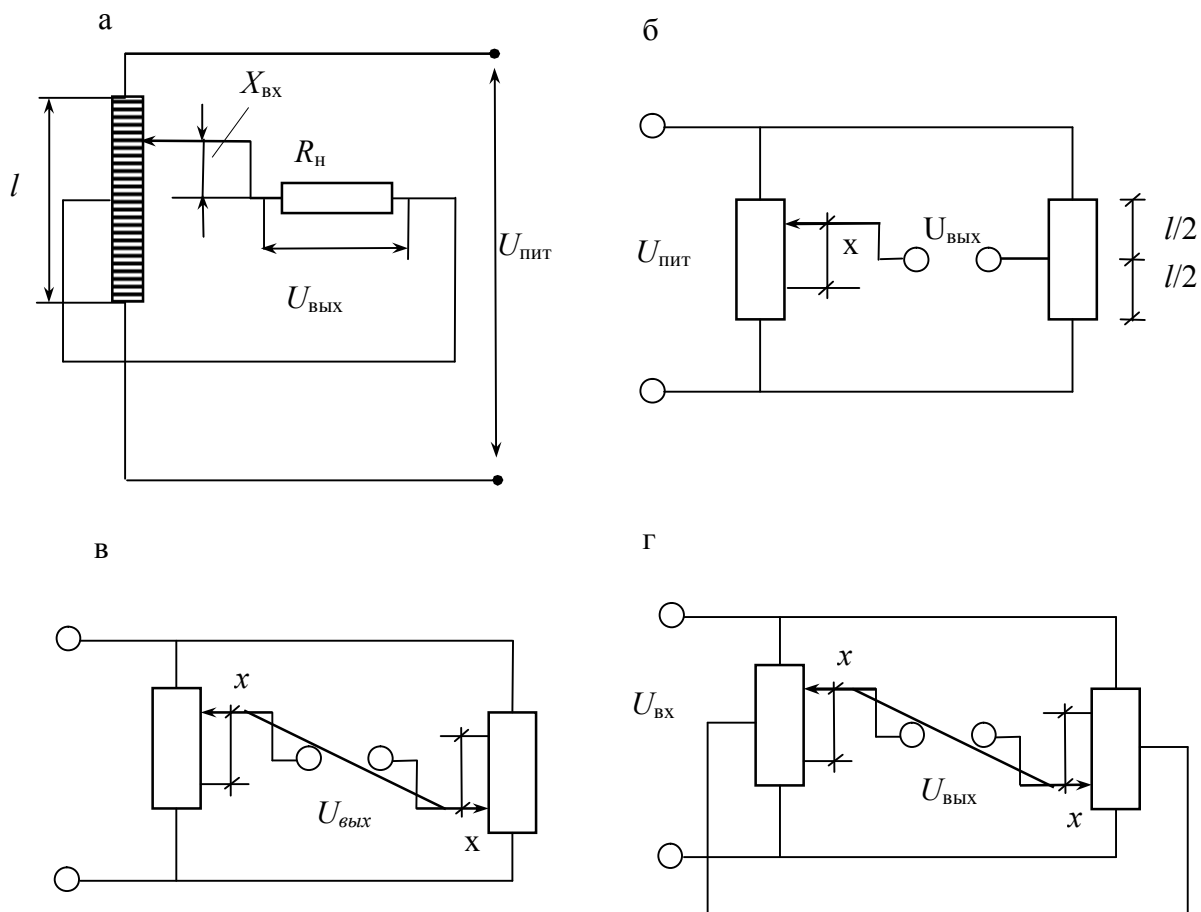 а
X вх
R н
l
U пит
U вых
б
U пит
x
U вых
l/2
l/2
в
x
U вых
x
г
x
U вх
U вых
x